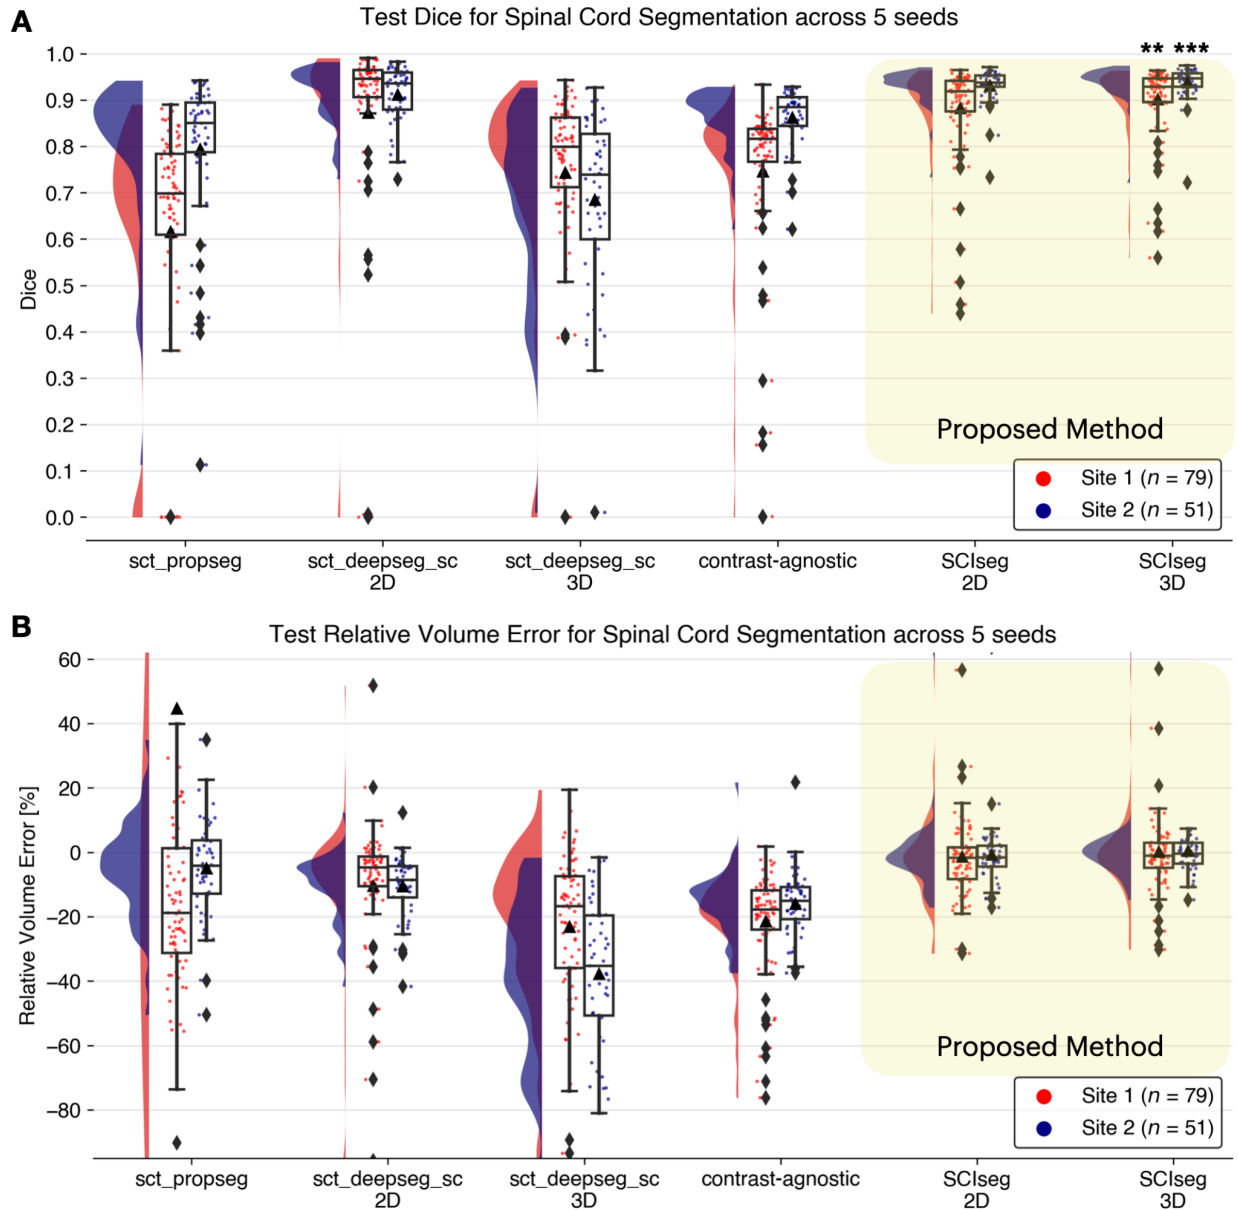 A
Test Dice for Spinal Cord Segmentation across 5 seeds
** ***
1.0
0.9
0.8
0.7
0.6
0.5
0.4
0.3
0.2
0.1
0.0
Dice
Proposed Method
Site 1 (n = 79)
Site 2 (n = 51)
sct_propseg
sct_deepseg_sc
2D
sct_deepseg_sc
3D
contrast-agnostic
SCIseg
2D
SCIseg
3D
B
Test Relative Volume Error for Spinal Cord Segmentation across 5 seeds
60
40
20
0
−20
−40
−60
−80
Relative Volume Error [%]
Proposed Method
Site 1 (n = 79)
Site 2 (n = 51)
sct_propseg
sct_deepseg_sc
2D
sct_deepseg_sc
3D
contrast-agnostic
SCIseg
2D
SCIseg
3D